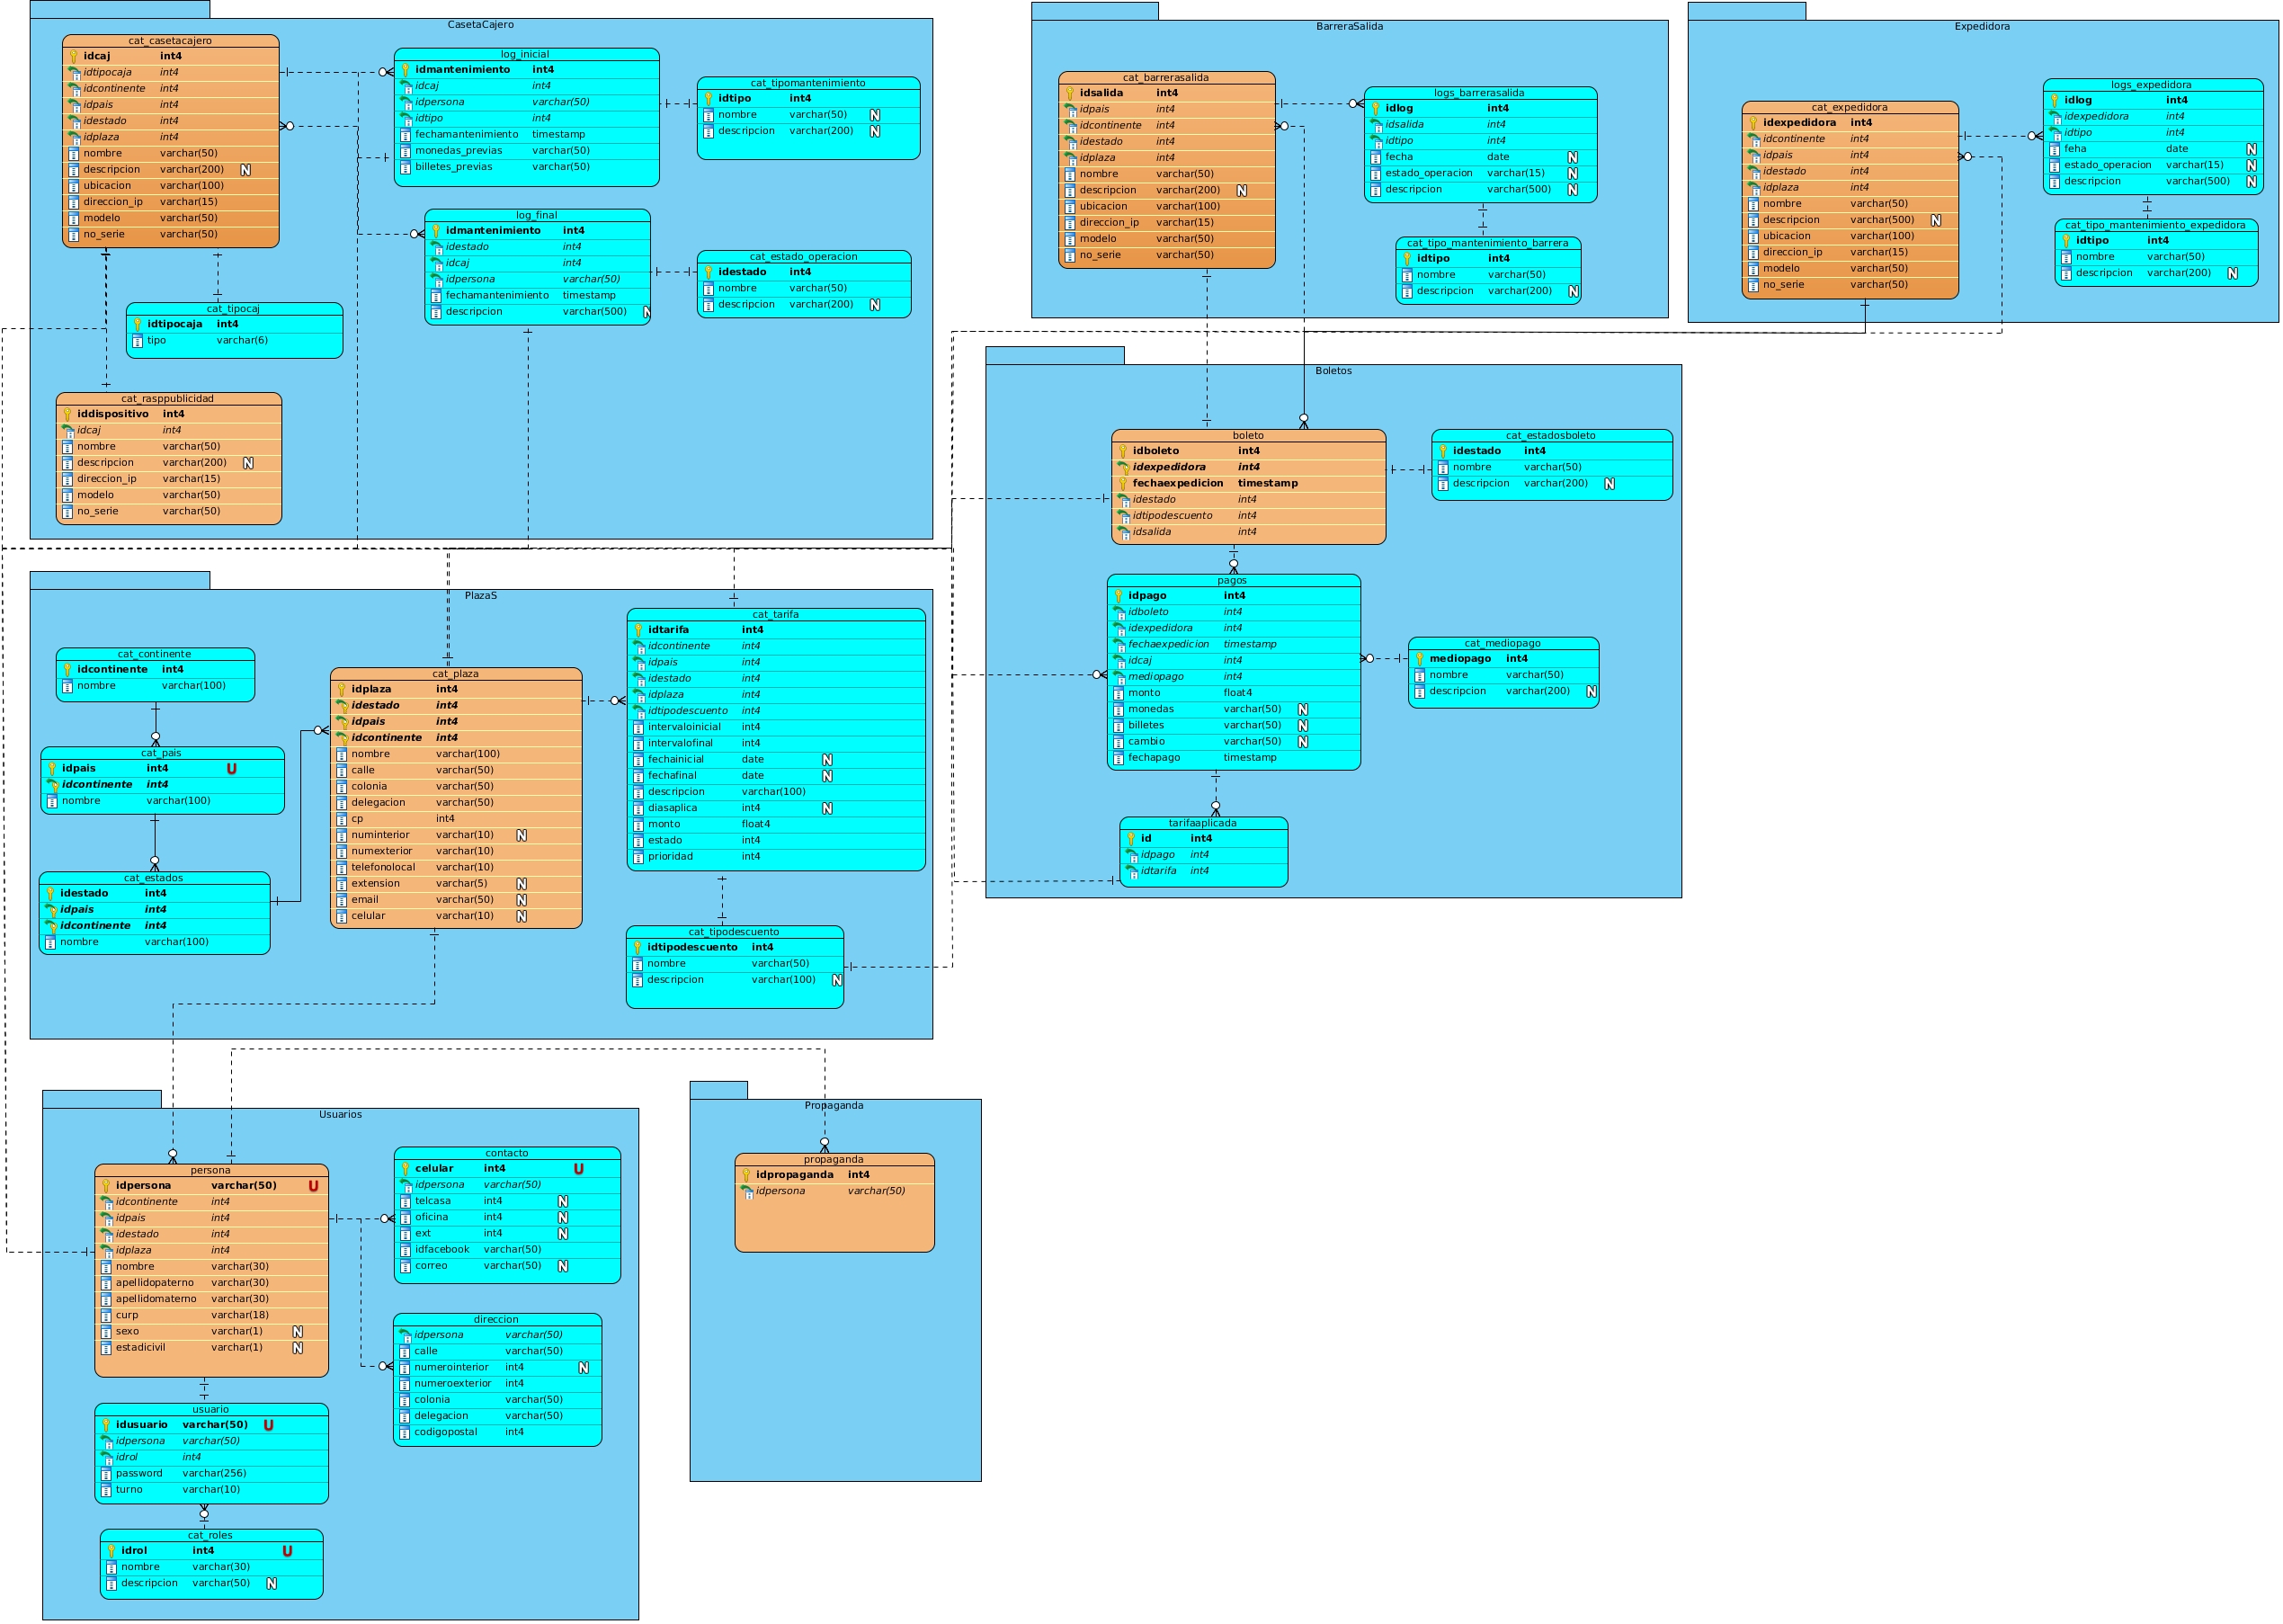 CasetaCajero
cat_casetacajero
idcaj int4
idtipocaja int4
idcontinente int4
idpais int4
idestado int4
idplaza int4
nombre varchar(50)
descripcion varchar(200) N
ubicacion varchar(100)
direccion_ip varchar(15)
modelo varchar(50)
no_serie varchar(50)
log_inicial
idmantenimiento int4
idcaj int4
idpersona varchar(50)
idtipo int4
fechamantenimiento timestamp
monedas_previas varchar(50)
billetes_previas varchar(50)
cat_tipomantenimiento
idtipo int4
nombre varchar(50) N
descripcion varchar(200) N
log_final
idmantenimiento int4
idestado int4
idcaj int4
idpersona varchar(50)
fechamantenimiento timestamp
descripcion varchar(500) N
cat_estado_operacion
idestado int4
nombre varchar(50)
descripcion varchar(200) N
cat_tipocaj
idtipocaja int4
tipo varchar(6)
cat_rasppublicidad
iddispositivo int4
idcaj int4
nombre varchar(50)
descripcion varchar(200) N
direccion_ip varchar(15)
modelo varchar(50)
no_serie varchar(50)
BarreraSalida
cat_barrerasalida
idsalida int4
idpais int4
idcontinente int4
idestado int4
idplaza int4
nombre varchar(50)
descripcion varchar(200) N
ubicacion varchar(100)
direccion_ip varchar(15)
modelo varchar(50)
no_serie varchar(50)
logs_barrerasalida
idlog int4
idsalida int4
idtipo int4
fecha date N
estado_operacion varchar(15) N
descripcion varchar(500) N
cat_tipo_mantenimiento_barrera
idtipo int4
nombre varchar(50)
descripcion varchar(200) N
Expedidora
cat_expedidora
idexpedidora int4
idcontinente int4
idpais int4
idestado int4
idplaza int4
nombre varchar(50)
descripcion varchar(500) N
ubicacion varchar(100)
direccion_ip varchar(15)
modelo varchar(50)
no_serie varchar(50)
logs_expedidora
idlog int4
idexpedidora int4
idtipo int4
feha date N
estado_operacion varchar(15) N
descripcion varchar(500) N
cat_tipo_mantenimiento_expedidora
idtipo int4
nombre varchar(50)
descripcion varchar(200) N
Boletos
boleto
idboleto int4
idexpedidora int4
fechaexpedicion timestamp
idestado int4
idtipodescuento int4
idsalida int4
cat_estadosboleto
idestado int4
nombre varchar(50)
descripcion varchar(200) N
pagos
idpago int4
idboleto int4
idexpedidora int4
fechaexpedicion timestamp
idcaj int4
mediopago int4
monto float4
monedas varchar(50) N
billetes varchar(50) N
cambio varchar(50) N
fechapago timestamp
cat_mediopago
mediopago int4
nombre varchar(50)
descripcion varchar(200) N
tarifaaplicada
id int4
idpago int4
idtarifa int4
PlazaS
cat_continente
idcontinente int4
nombre varchar(100)
cat_pais
idpais int4 U
idcontinente int4
nombre varchar(100)
cat_estados
idestado int4
idpais int4
idcontinente int4
nombre varchar(100)
cat_plaza
idplaza int4
idestado int4
idpais int4
idcontinente int4
nombre varchar(100)
calle varchar(50)
colonia varchar(50)
delegacion varchar(50)
cp int4
numinterior varchar(10) N
numexterior varchar(10)
telefonolocal varchar(10)
extension varchar(5) N
email varchar(50) N
celular varchar(10) N
cat_tarifa
idtarifa int4
idcontinente int4
idpais int4
idestado int4
idplaza int4
idtipodescuento int4
intervaloinicial int4
intervalofinal int4
fechainicial date N
fechafinal date N
descripcion varchar(100)
diasaplica int4 N
monto float4
estado int4
prioridad int4
cat_tipodescuento
idtipodescuento int4
nombre varchar(50)
descripcion varchar(100) N
Usuarios
persona
idpersona varchar(50) U
idcontinente int4
idpais int4
idestado int4
idplaza int4
nombre varchar(30)
apellidopaterno varchar(30)
apellidomaterno varchar(30)
curp varchar(18)
sexo varchar(1) N
estadicivil varchar(1) N
contacto
celular int4 U
idpersona varchar(50)
telcasa int4 N
oficina int4 N
ext int4 N
idfacebook varchar(50)
correo varchar(50) N
direccion
idpersona varchar(50)
calle varchar(50)
numerointerior int4 N
numeroexterior int4
colonia varchar(50)
delegacion varchar(50)
codigopostal int4
usuario
idusuario varchar(50) U
idpersona varchar(50)
idrol int4
password varchar(256)
turno varchar(10)
cat_roles
idrol int4 U
nombre varchar(30)
descripcion varchar(50) N
Propaganda
propaganda
idpropaganda int4
idpersona varchar(50)